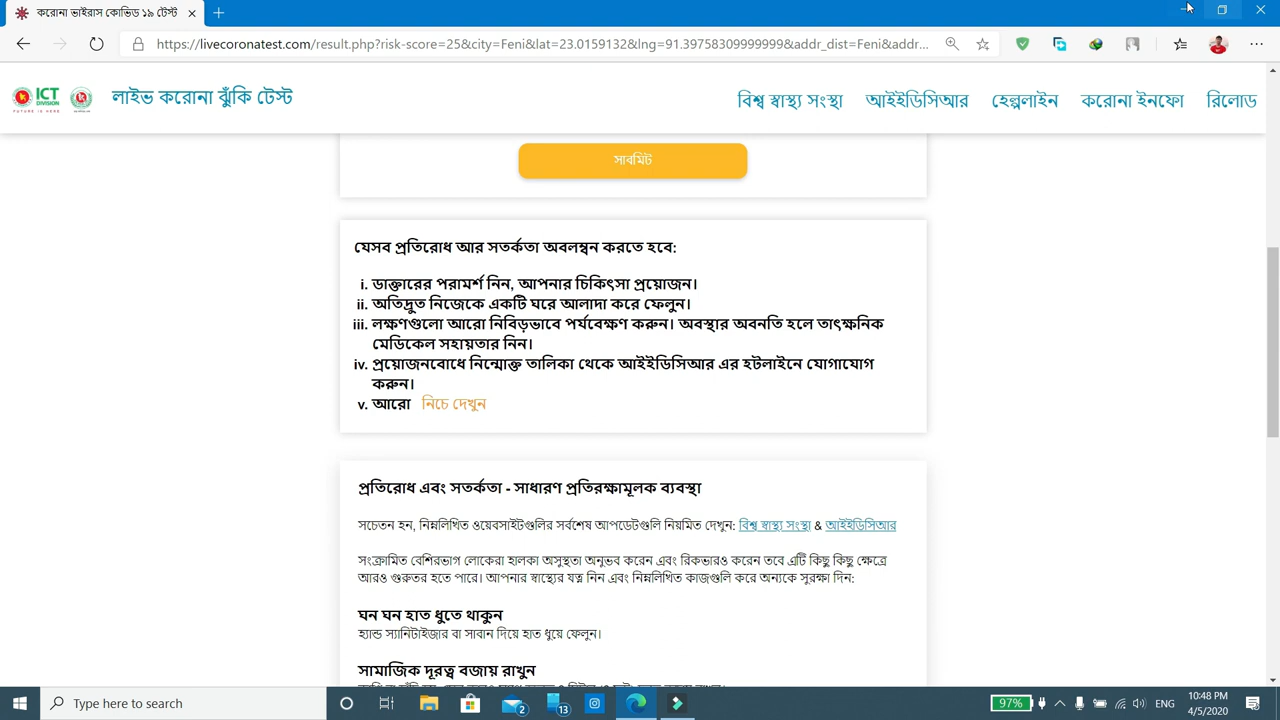 করোনা ভাইরাস কোভিড ১৯ টেস্ট
https://livecoronatest.com/result.php?risk-score=25&city=Feni&lat=23.0159132&lng=91.39758309999999&addr_dist=Feni&addr...
ICT
DIVISION
FUTURE IS HERE
লাইভ করোনা ঝুঁকি টেস্ট
বিশ্ব স্বাস্থ্য সংস্থা আইইডিসিআর হেল্পলাইন করোনা ইনফো রিলোড
সাবমিট
যেসব প্রতিরোধ আর সতর্কতা অবলম্বন করতে হবে:
i. ডাক্তারের পরামর্শ নিন, আপনার চিকিৎসা প্রয়োজন।
ii. অতিদ্রুত নিজেকে একটি ঘরে আলাদা করে ফেলুন।
iii. লক্ষণগুলো আরো নিবিড়ভাবে পর্যবেক্ষণ করুন। অবস্থার অবনতি হলে তাৎক্ষনিক
মেডিকেল সহায়তার নিন।
iv. প্রয়োজনবোধে নিন্মোক্ত তালিকা থেকে আইইডিসিআর এর হটলাইনে যোগাযোগ
করুন।
v. আরো নিচে দেখুন
প্রতিরোধ এবং সতর্কতা - সাধারণ প্রতিরক্ষামূলক ব্যবস্থা
সচেতন হন, নিম্নলিখিত ওয়েবসাইটগুলির সর্বশেষ আপডেটগুলি নিয়মিত দেখুন: বিশ্ব স্বাস্থ্য সংস্থা & আইইডিসিআর
সংক্রামিত বেশিরভাগ লোকেরা হালকা অসুস্থতা অনুভব করেন এবং রিকভারও করেন তবে এটি কিছু কিছু ক্ষেত্রে
আরও গুরুতর হতে পারে। আপনার স্বাস্থ্যের যত্ন নিন এবং নিম্নলিখিত কাজগুলি করে অন্যকে সুরক্ষা দিন:
ঘন ঘন হাত ধুতে থাকুন
হ্যান্ড স্যানিটাইজার বা সাবান দিয়ে হাত ধুয়ে ফেলুন।
সামাজিক দূরত্ব বজায় রাখুন
Type here to search
2
13
97%
ENG
10:48 PM
4/5/2020